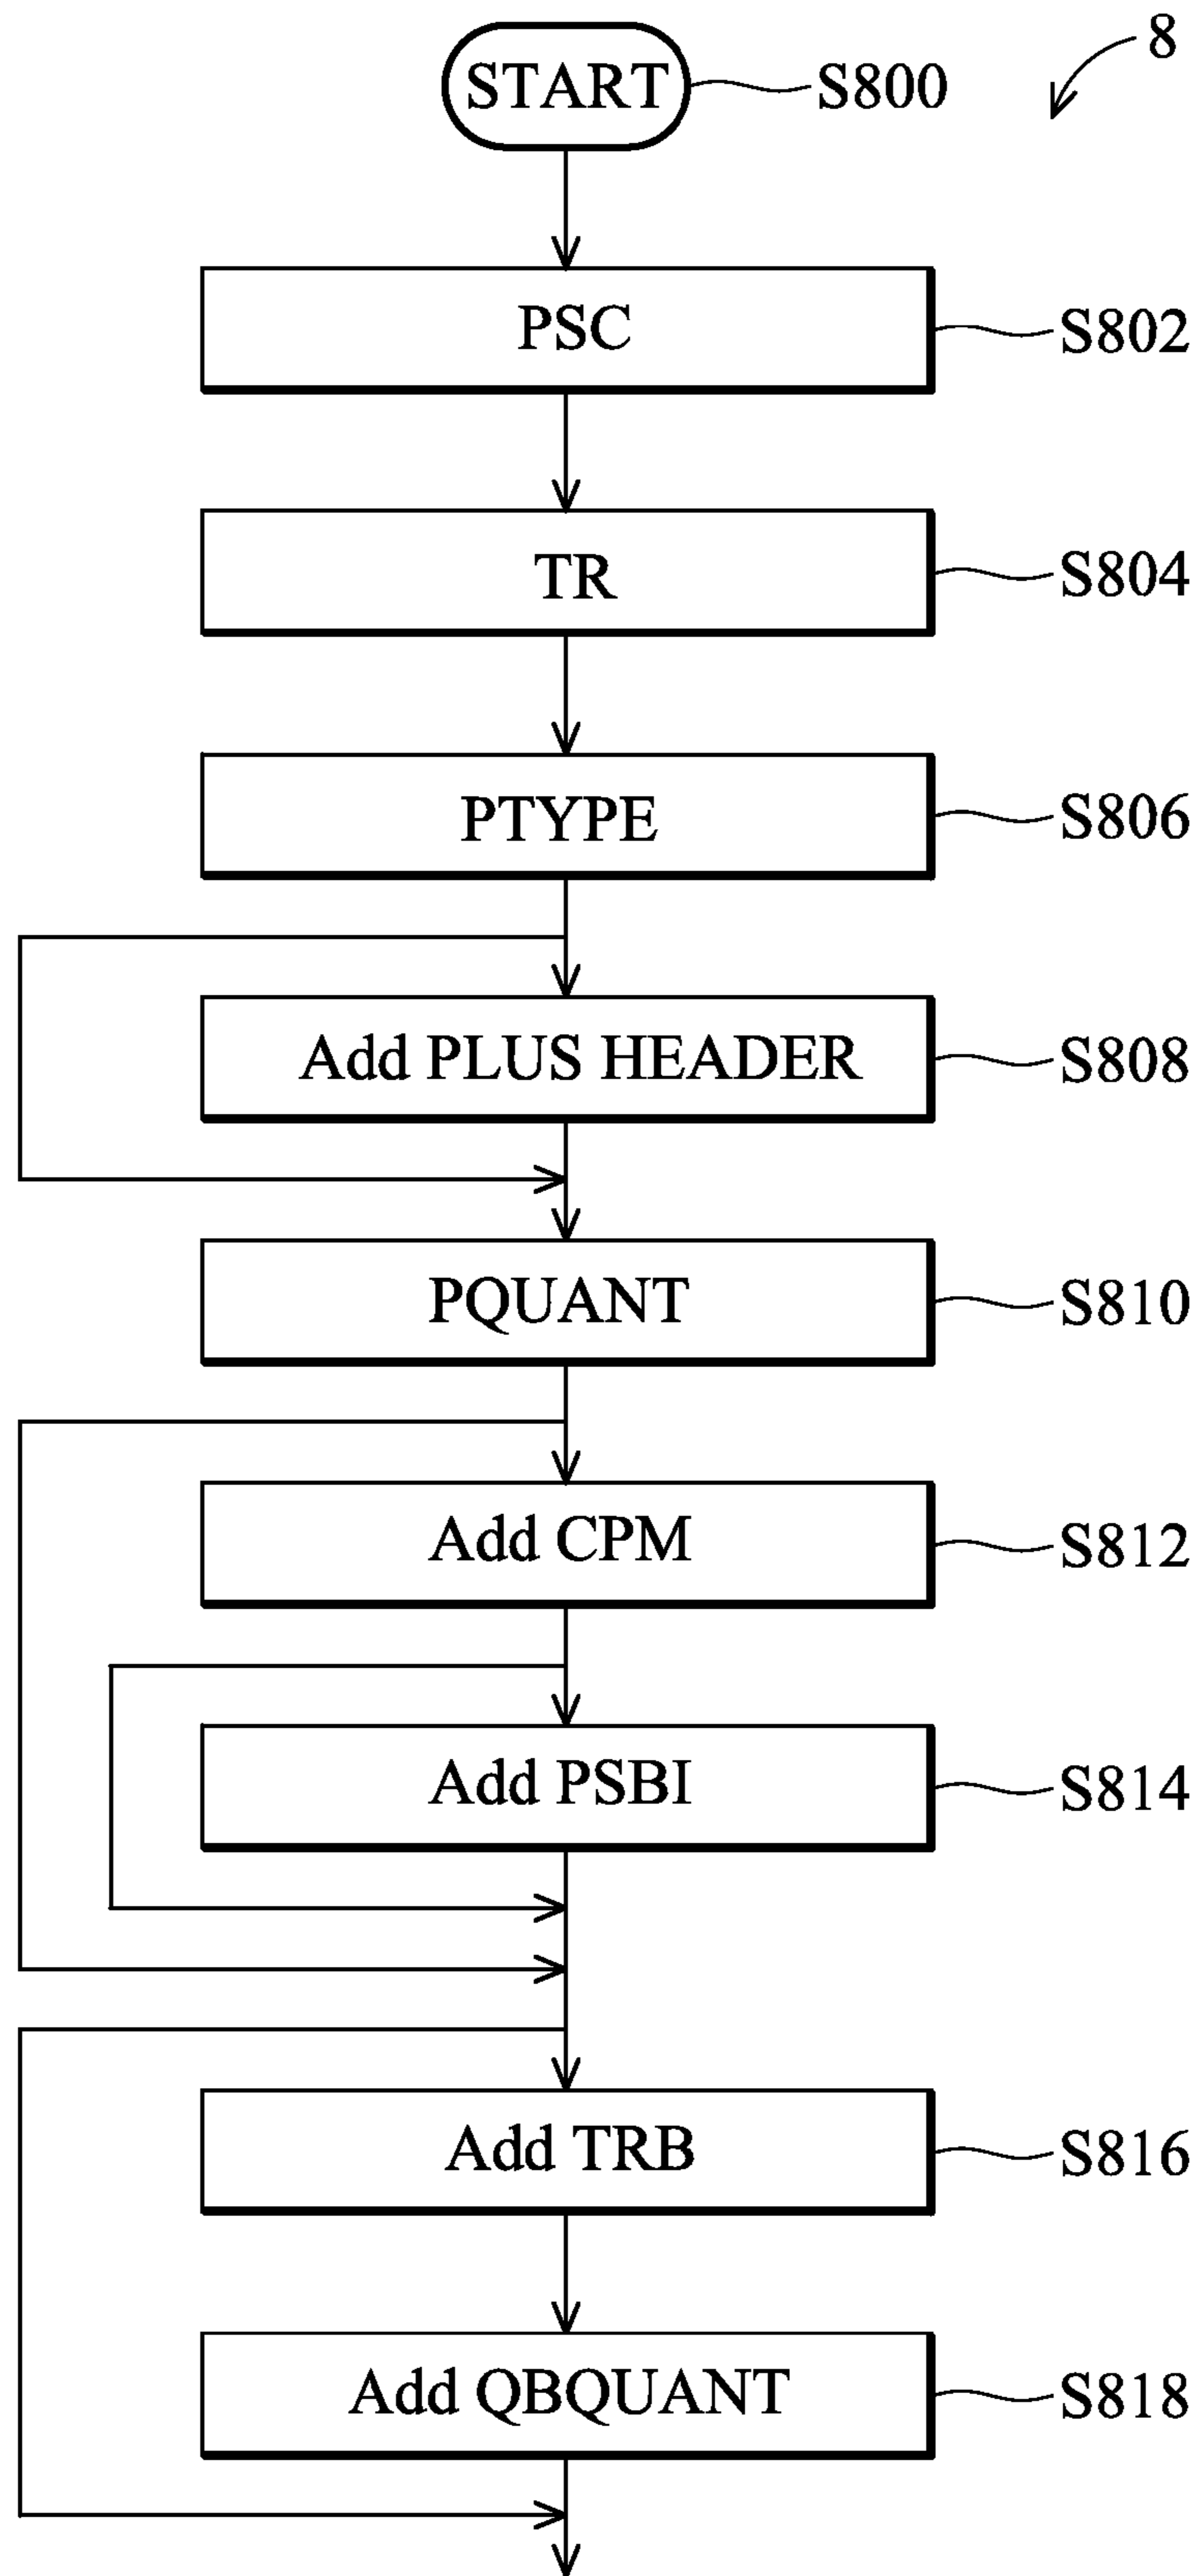 8
START S800
PSC S802
TR S804
PTYPE S806
Add PLUS HEADER S808
PQUANT S810
Add CPM S812
Add PSBI S814
Add TRB S816
Add QBQUANT S818